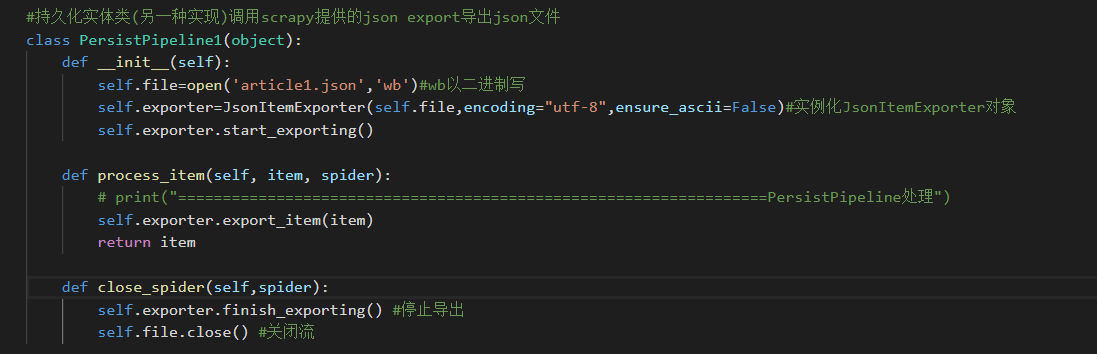 #持久化实体类(另一种实现)调用scrapy提供的json export导出json文件
class PersistPipeline1(object):
    def __init__(self):
        self.file=open('article1.json','wb')#wb以二进制写
        self.exporter=JsonItemExporter(self.file,encoding="utf-8",ensure_ascii=False)#实例化JsonItemExporter对象
        self.exporter.start_exporting()
    def process_item(self, item, spider):
        # print("==================================================================PersistPipeline处理")
        self.exporter.export_item(item)
        return item
    def close_spider(self,spider):
        self.exporter.finish_exporting() #停止导出
        self.file.close() #关闭流